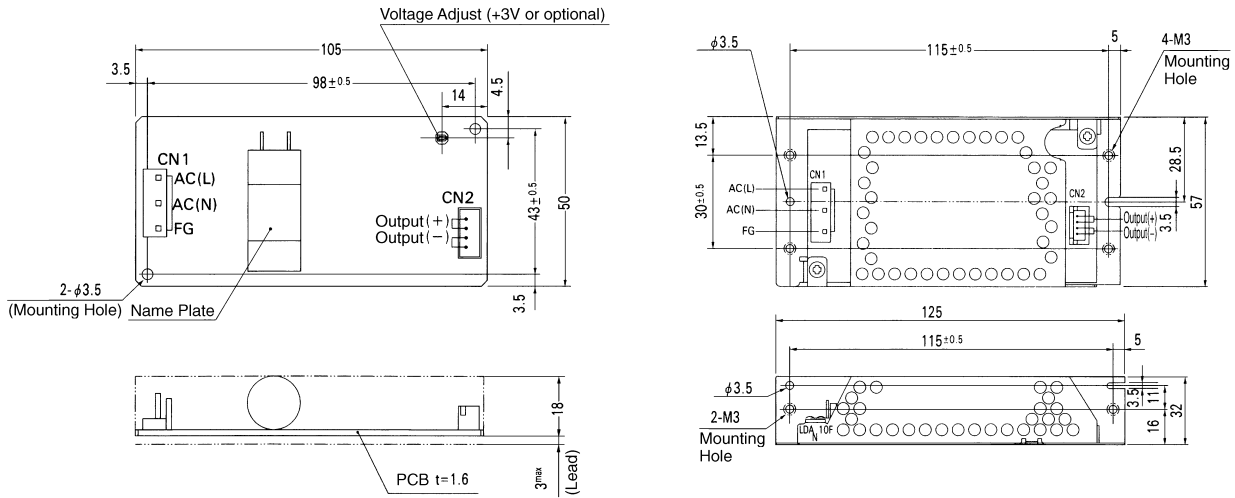 Voltage Adjust (+3V or optional)
105
3.5
98±0.5
4.5
14
CN1
AC(L)
AC(N)
FG
CN2
Output(+)
Output(−)
43±0.5
50
2-φ3.5
(Mounting Hole)
Name Plate
3.5
18
PCB t=1.6
3max
(Lead)
φ3.5
115±0.5
5
4-M3
Mounting
Hole
13.5
30±0.5
CN1
AC(L)
AC(N)
FG
CN2
Output(+)
Output(−)
28.5
3.5
57
125
115±0.5
5
φ3.5
2-M3
Mounting
Hole
LDA 10F
N
3.5
11
16
32